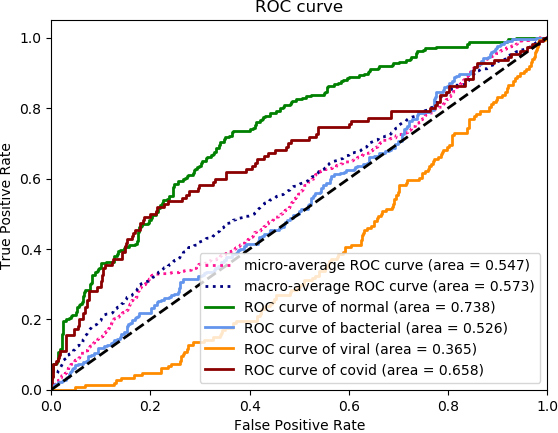 ROC curve
True Positive Rate
1.0
0.8
0.6
0.4
0.2
0.0
micro-average ROC curve (area = 0.547)
macro-average ROC curve (area = 0.573)
ROC curve of normal (area = 0.738)
ROC curve of bacterial (area = 0.526)
ROC curve of viral (area = 0.365)
ROC curve of covid (area = 0.658)
0.0 0.2 0.4 0.6 0.8 1.0
False Positive Rate